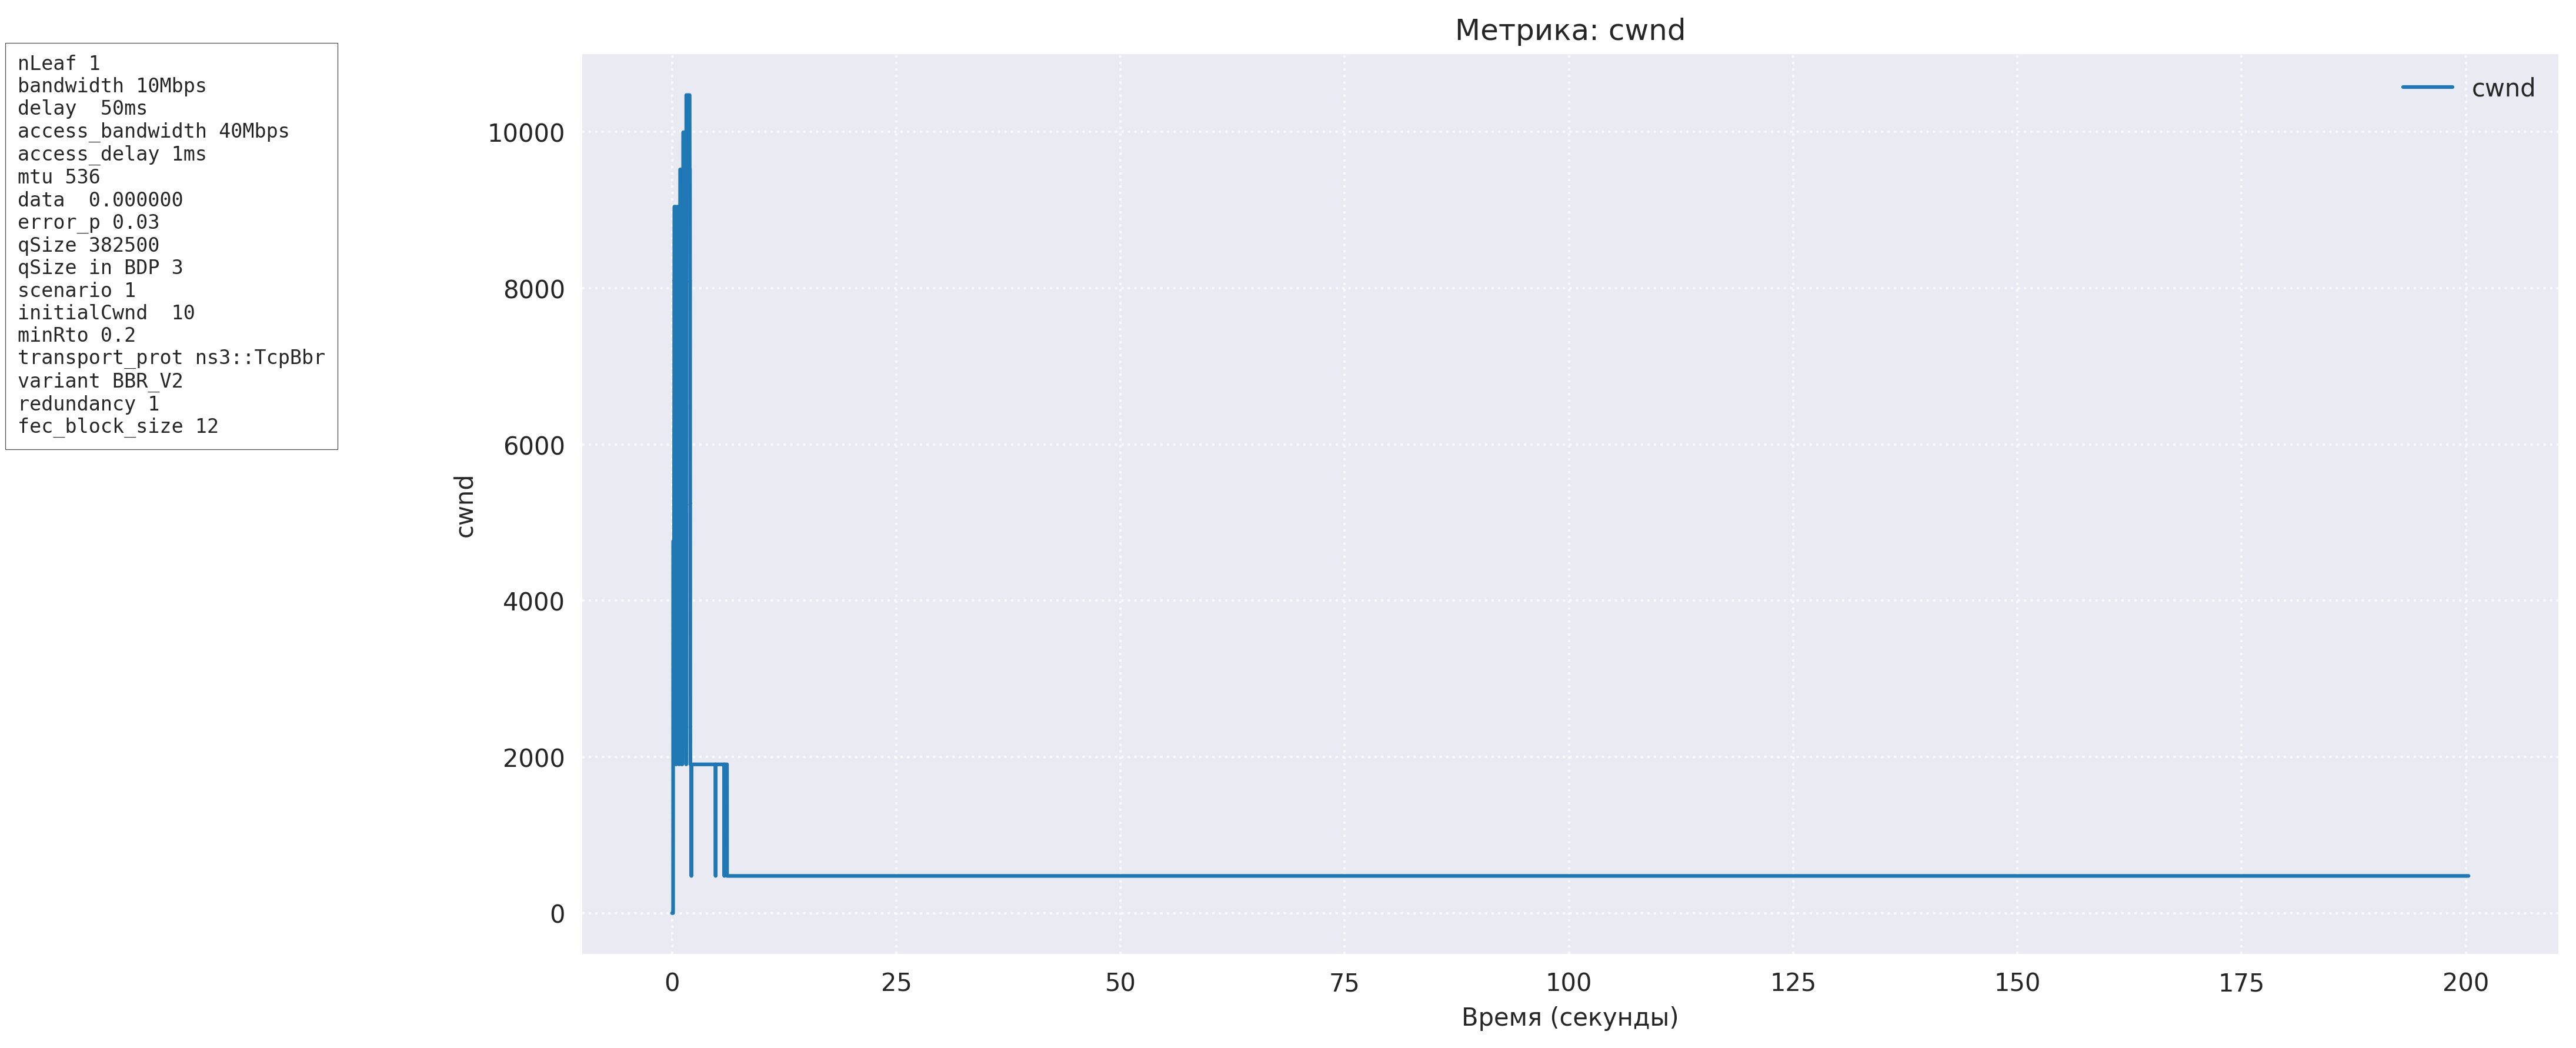 Метрика: cwnd
nLeaf 1
bandwidth 10Mbps
delay  50ms
access_bandwidth 40Mbps
access_delay 1ms
mtu 536
data  0.000000
error_p 0.03
qSize 382500
qSize in BDP 3
scenario 1
initialCwnd  10
minRto 0.2
transport_prot ns3::TcpBbr
variant BBR_V2
redundancy 1
fec_block_size 12
cwnd
cwnd
10000
8000
6000
4000
2000
0
0 25 50 75 100 125 150 175 200
Время (секунды)